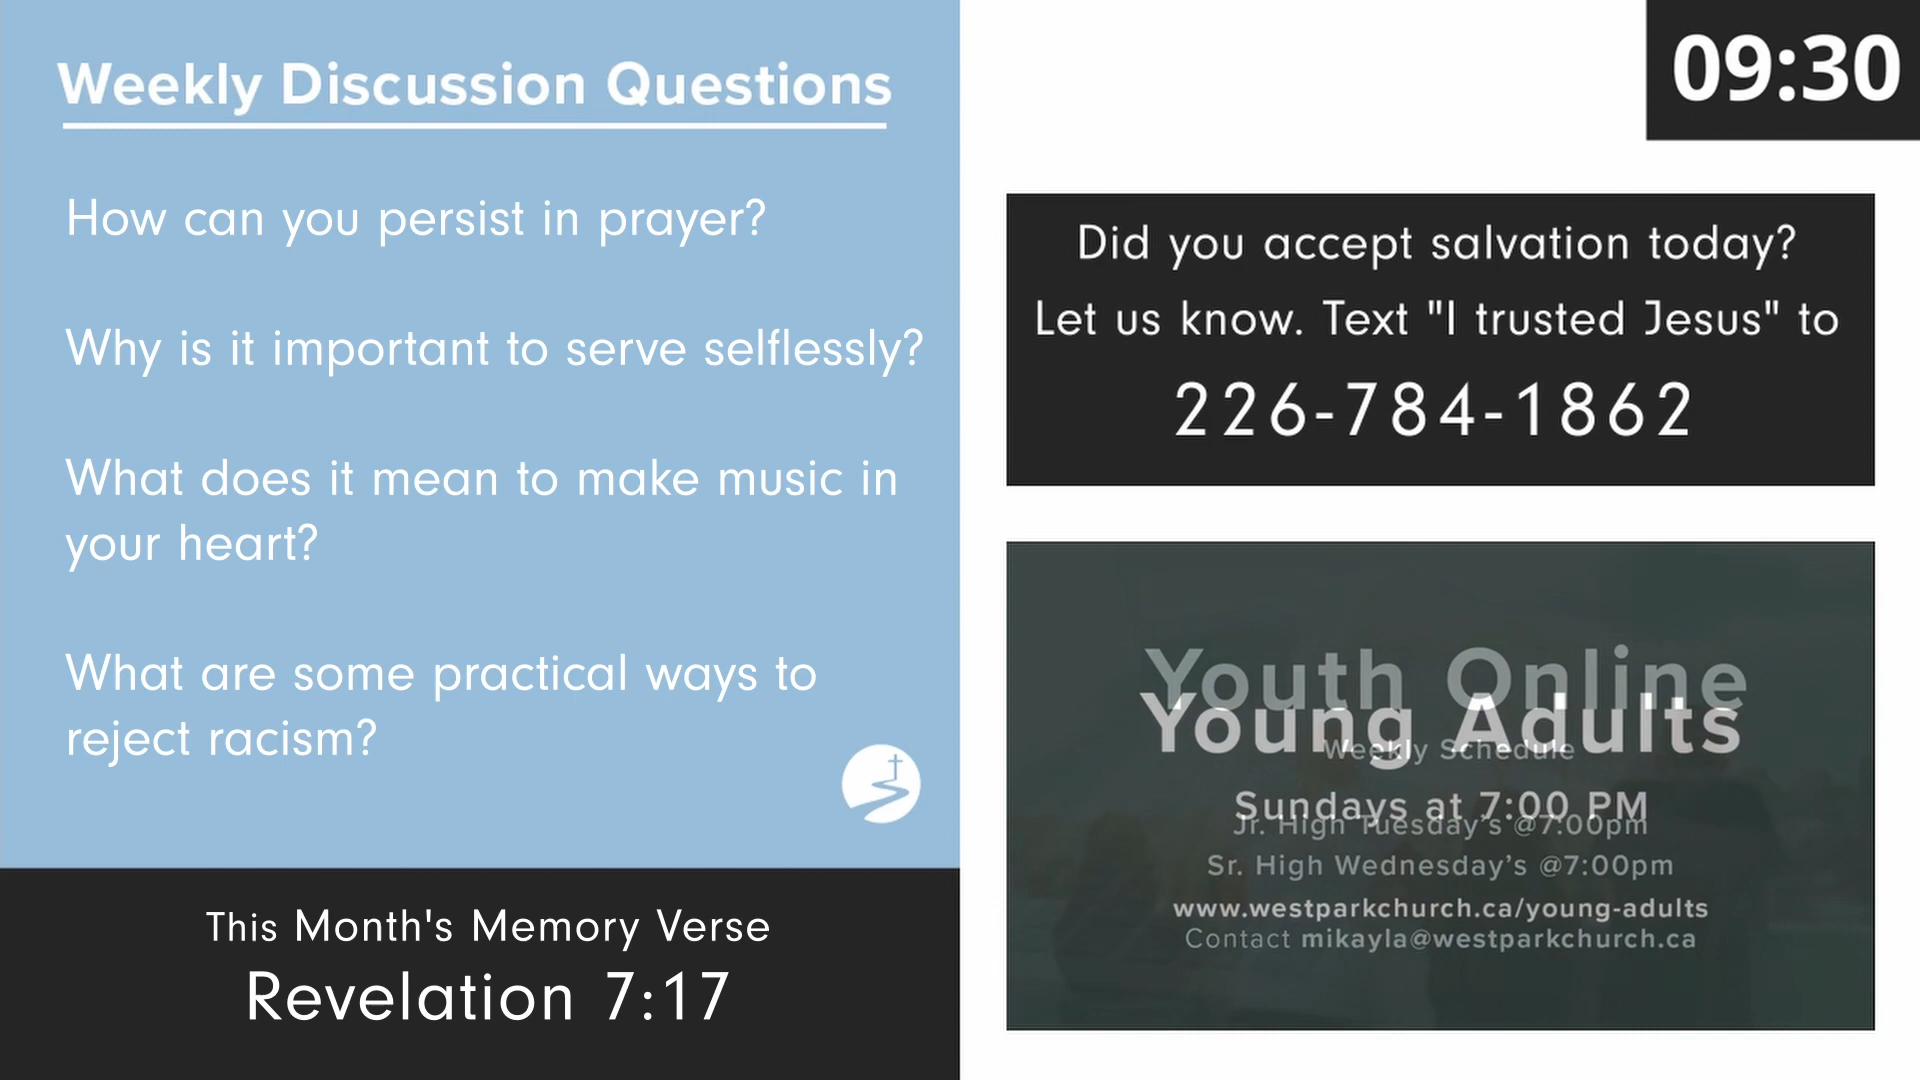 Weekly Discussion Questions
How can you persist in prayer?
Why is it important to serve selflessly?
What does it mean to make music in
your heart?
What are some practical ways to
reject racism?
This Month's Memory Verse
Revelation 7:17
09:30
Did you accept salvation today?
Let us know. Text "I trusted Jesus" to
226-784-1862
Youth Online
Young Adults
Weekly Schedule
Sundays at 7:00 PM
Jr. High Tuesday's @7:00pm
Sr. High Wednesday's @7:00pm
www.westparkchurch.ca/young-adults
Contact mikayla@westparkchurch.ca